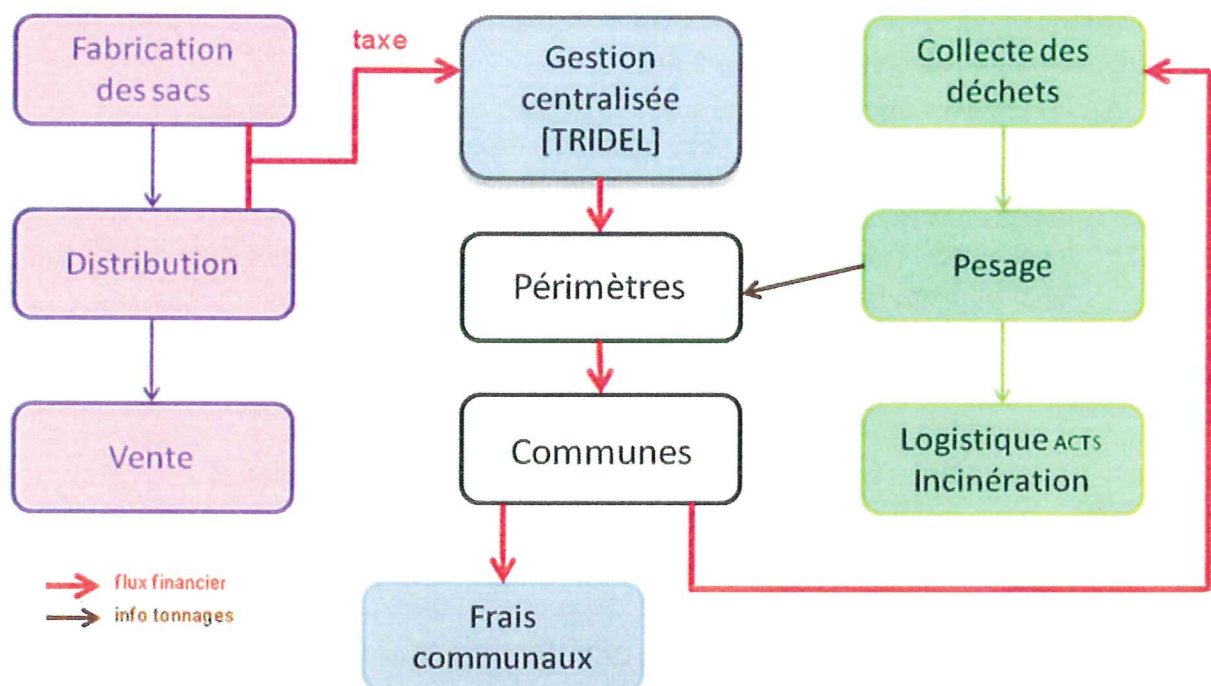 Fabrication
des sacs
taxe
Gestion
centralisée
[TRIDEL]
Collecte des
déchets
Distribution
Périmètres
Pesage
Vente
Communes
Logistique ACTS
Incinération
flux financier
info tonnages
Frais
communaux